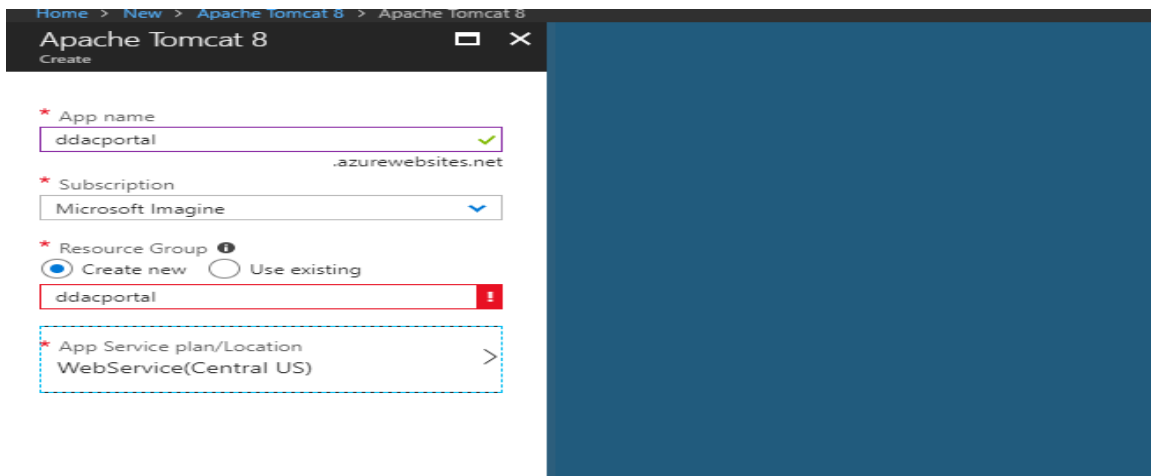 Home > New > Apache Tomcat 8 > Apache Tomcat 8
Apache Tomcat 8
Create
* App name
ddacportal
.azurewebsites.net
* Subscription
Microsoft Imagine
* Resource Group
Create new Use existing
ddacportal
* App Service plan/Location
WebService(Central US)